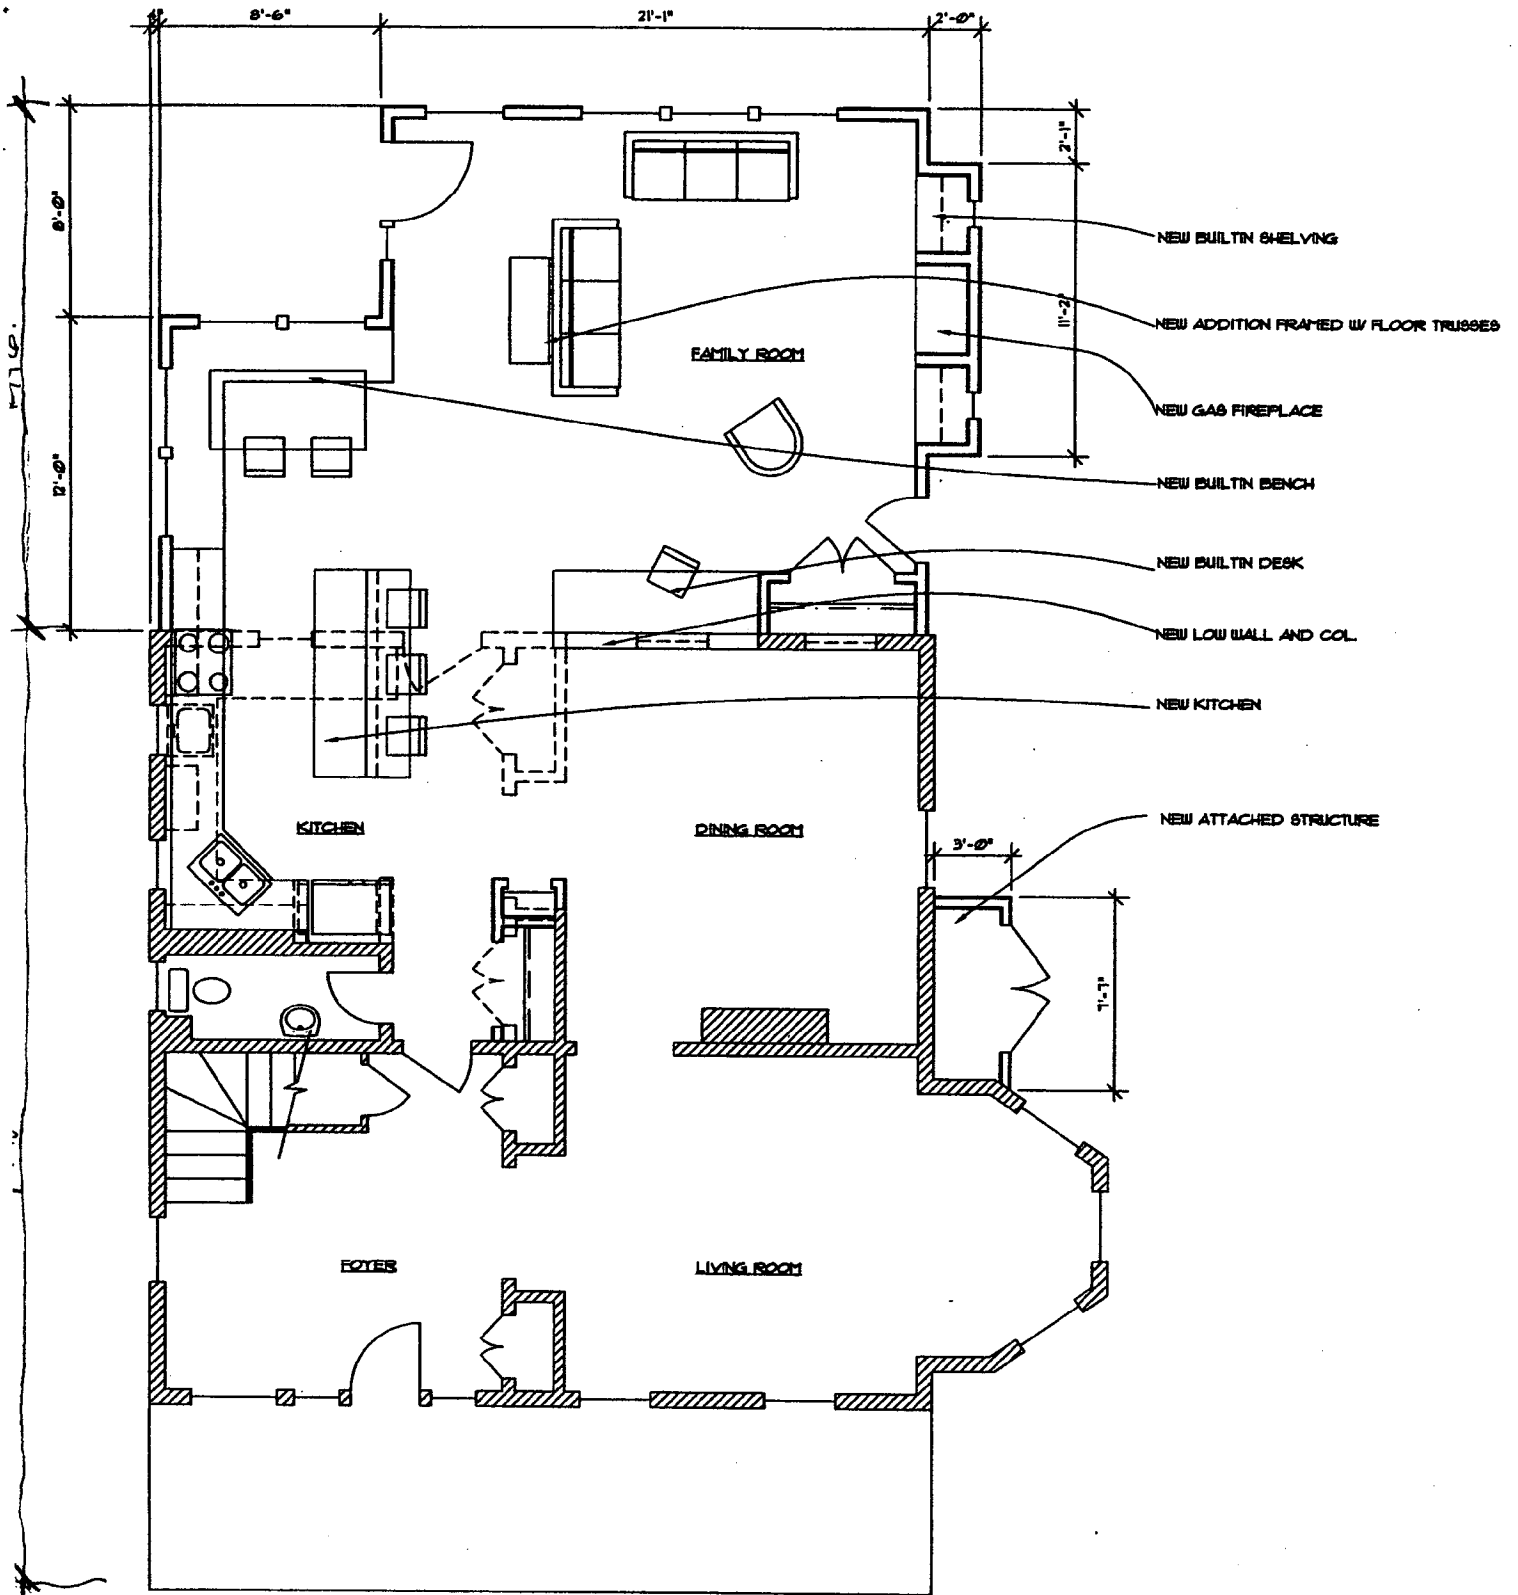 4"
8'-6"
21'-1"
2'-0"
2'-1"
8'-0"
NEW BUILTIN SHELVING
11'-2"
NEW ADDITION FRAMED W/ FLOOR TRUSSES
FAMILY ROOM
NEW GAS FIREPLACE
12'-0"
NEW BUILTIN BENCH
NEW BUILTIN DESK
NEW LOW WALL AND COL.
NEW KITCHEN
KITCHEN
DINING ROOM
NEW ATTACHED STRUCTURE
3'-0"
7'-7"
FOYER
LIVING ROOM